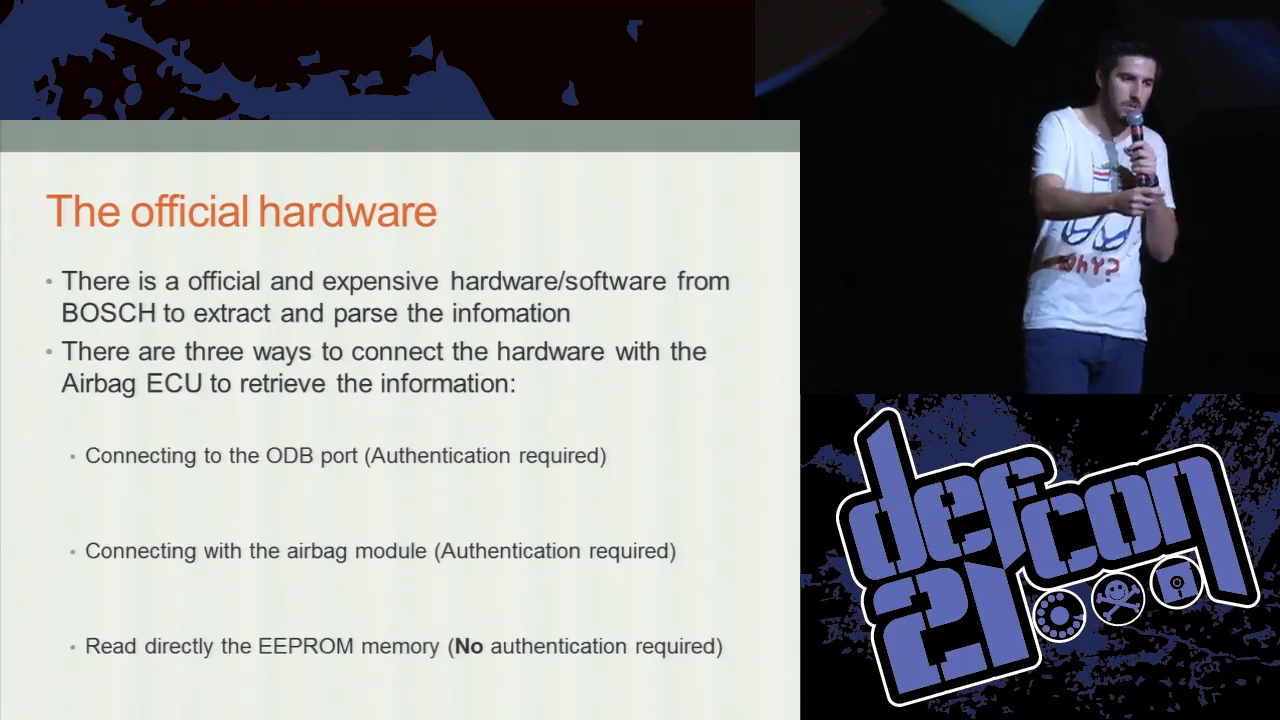 The official hardware
• There is a official and expensive hardware/software from
BOSCH to extract and parse the infomation
• There are three ways to connect the hardware with the
Airbag ECU to retrieve the information:
• Connecting to the ODB port (Authentication required)
• Connecting with the airbag module (Authentication required)
• Read directly the EEPROM memory (No authentication required)
WhY?
defcon
21